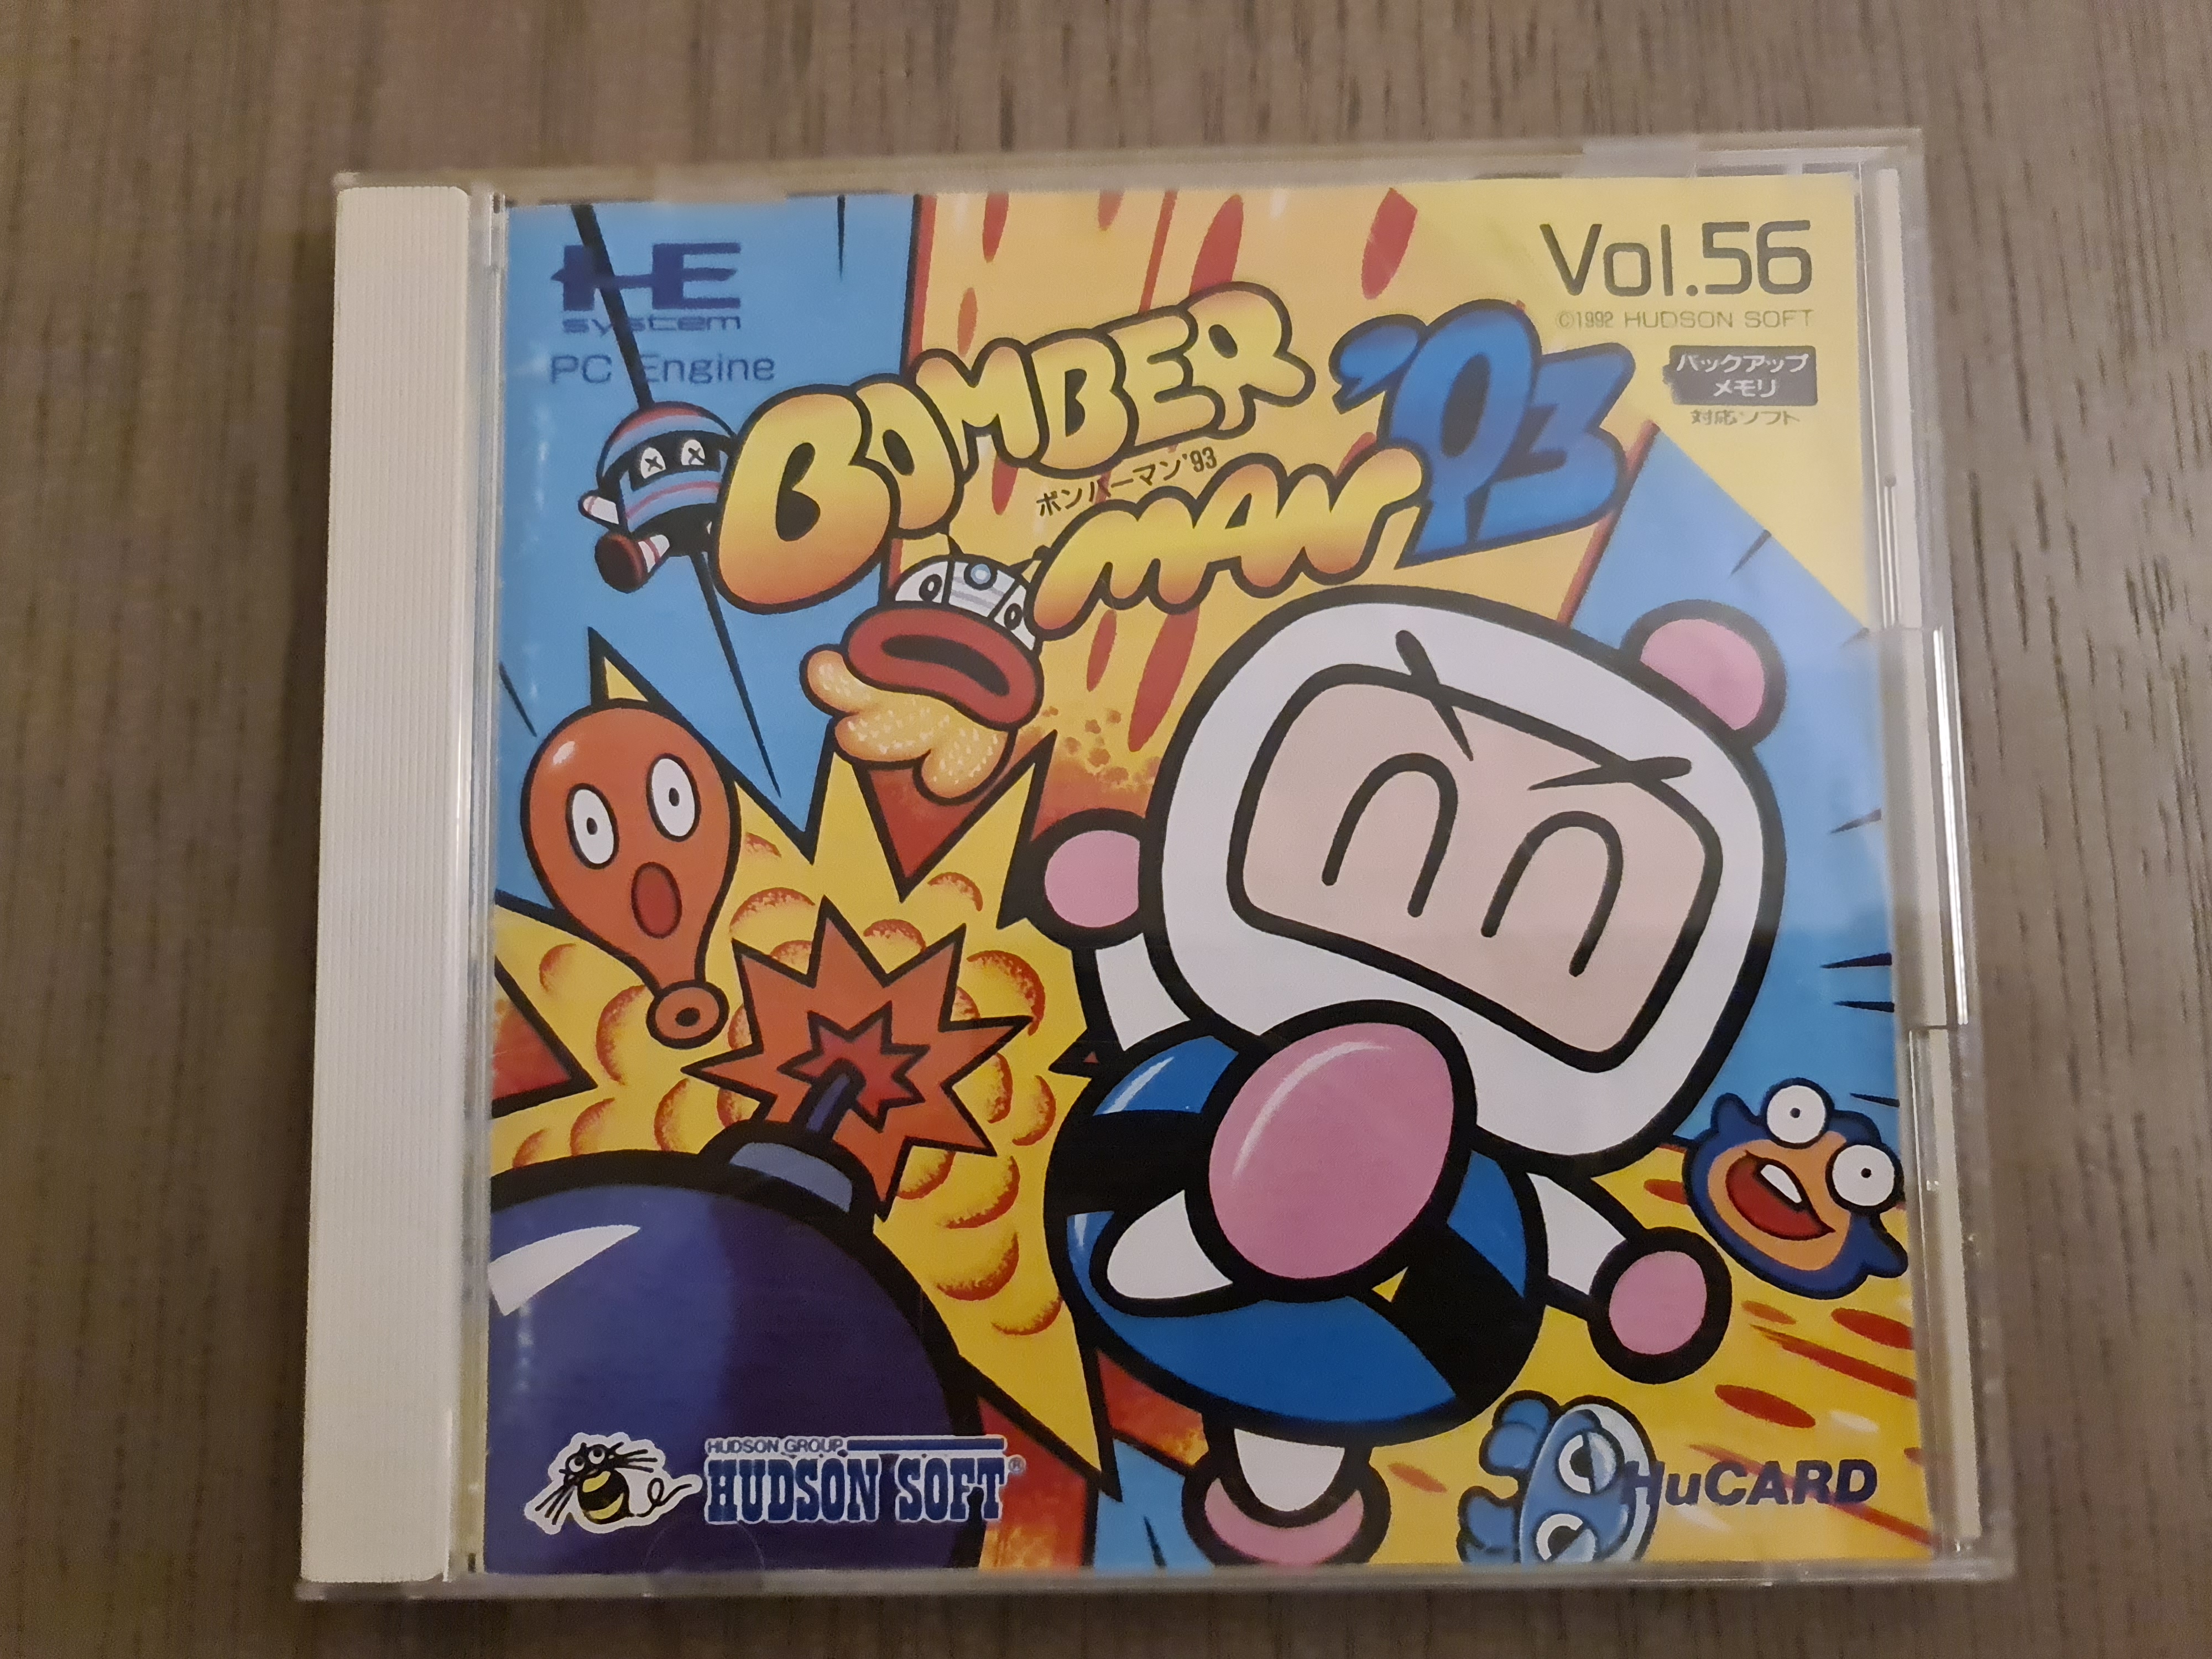 HE
system
PC Engine
Vol.56
©1992 HUDSON SOFT
バックアップ
メモリ
対応ソフト
BOMBER
MAN '93
ボンバーマン'93
HUDSON GROUP
HUDSON SOFT®
HuCARD